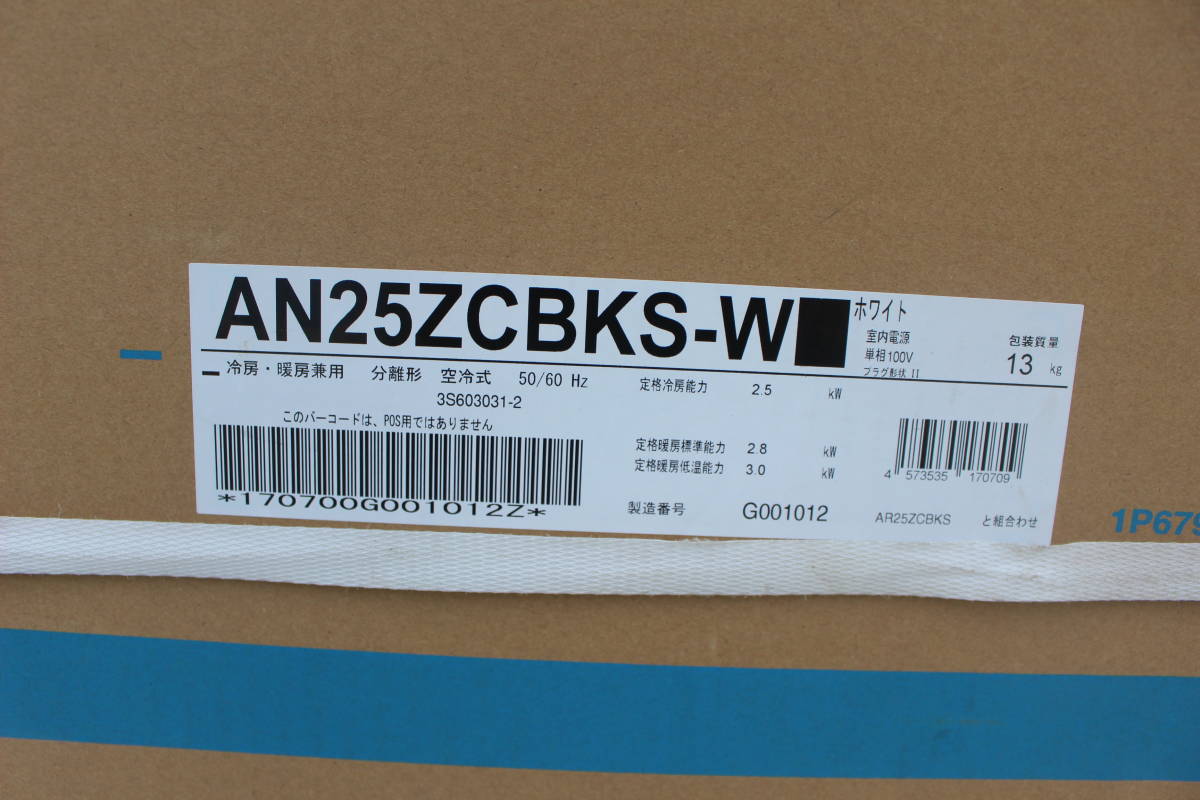 AN25ZCBKS-W
ホワイト
室内電源
単相100V
プラグ形状 II
包装質量
13 kg
冷房・暖房兼用 分離形 空冷式 50/60 Hz
3S603031-2
このバーコードは、POS用ではありません
*170700G001012Z*
定格冷房能力 2.5 kW
定格暖房標準能力 2.8 kW
定格暖房低温能力 3.0 kW
製造番号 G001012
4 573535 170709
AR25ZCBKS と組合わせ
1P679